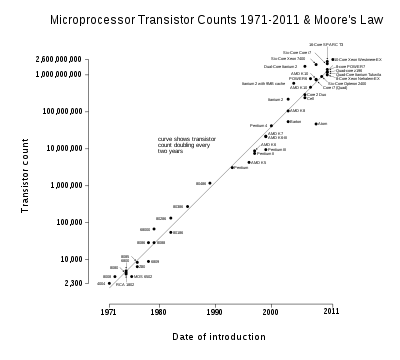 Microprocessor Transistor Counts 1971-2011 & Moore's Law
16-Core SPARC T3
Six-Core Core i7
Six-Core Xeon 7400
10-Core Xeon Westmere-EX
2,600,000,000
Dual-Core Itanium 2
8-core POWER7
Quad-core z196
AMD K10
1,000,000,000
Quad-Core Itanium Tukwila
POWER6
8-Core Xeon Nehalem-EX
Itanium 2 with 9MB cache
Six-Core Opteron 2400
AMD K10
Core i7 (Quad)
Core 2 Duo
Itanium 2
Cell
100,000,000
AMD K8
Barton
Pentium 4
Atom
AMD K7
AMD K6-III
curve shows transistor
count doubling every
two years
AMD K6
Pentium III
Transistor count
10,000,000
Pentium II
AMD K5
Pentium
80486
1,000,000
80386
80286
100,000
68000
80186
8086
8088
8085
6800
6809
10,000
8080
Z80
8008
MOS 6502
2,300
4004
RCA 1802
1971
1980
1990
2000
2011
Date of introduction